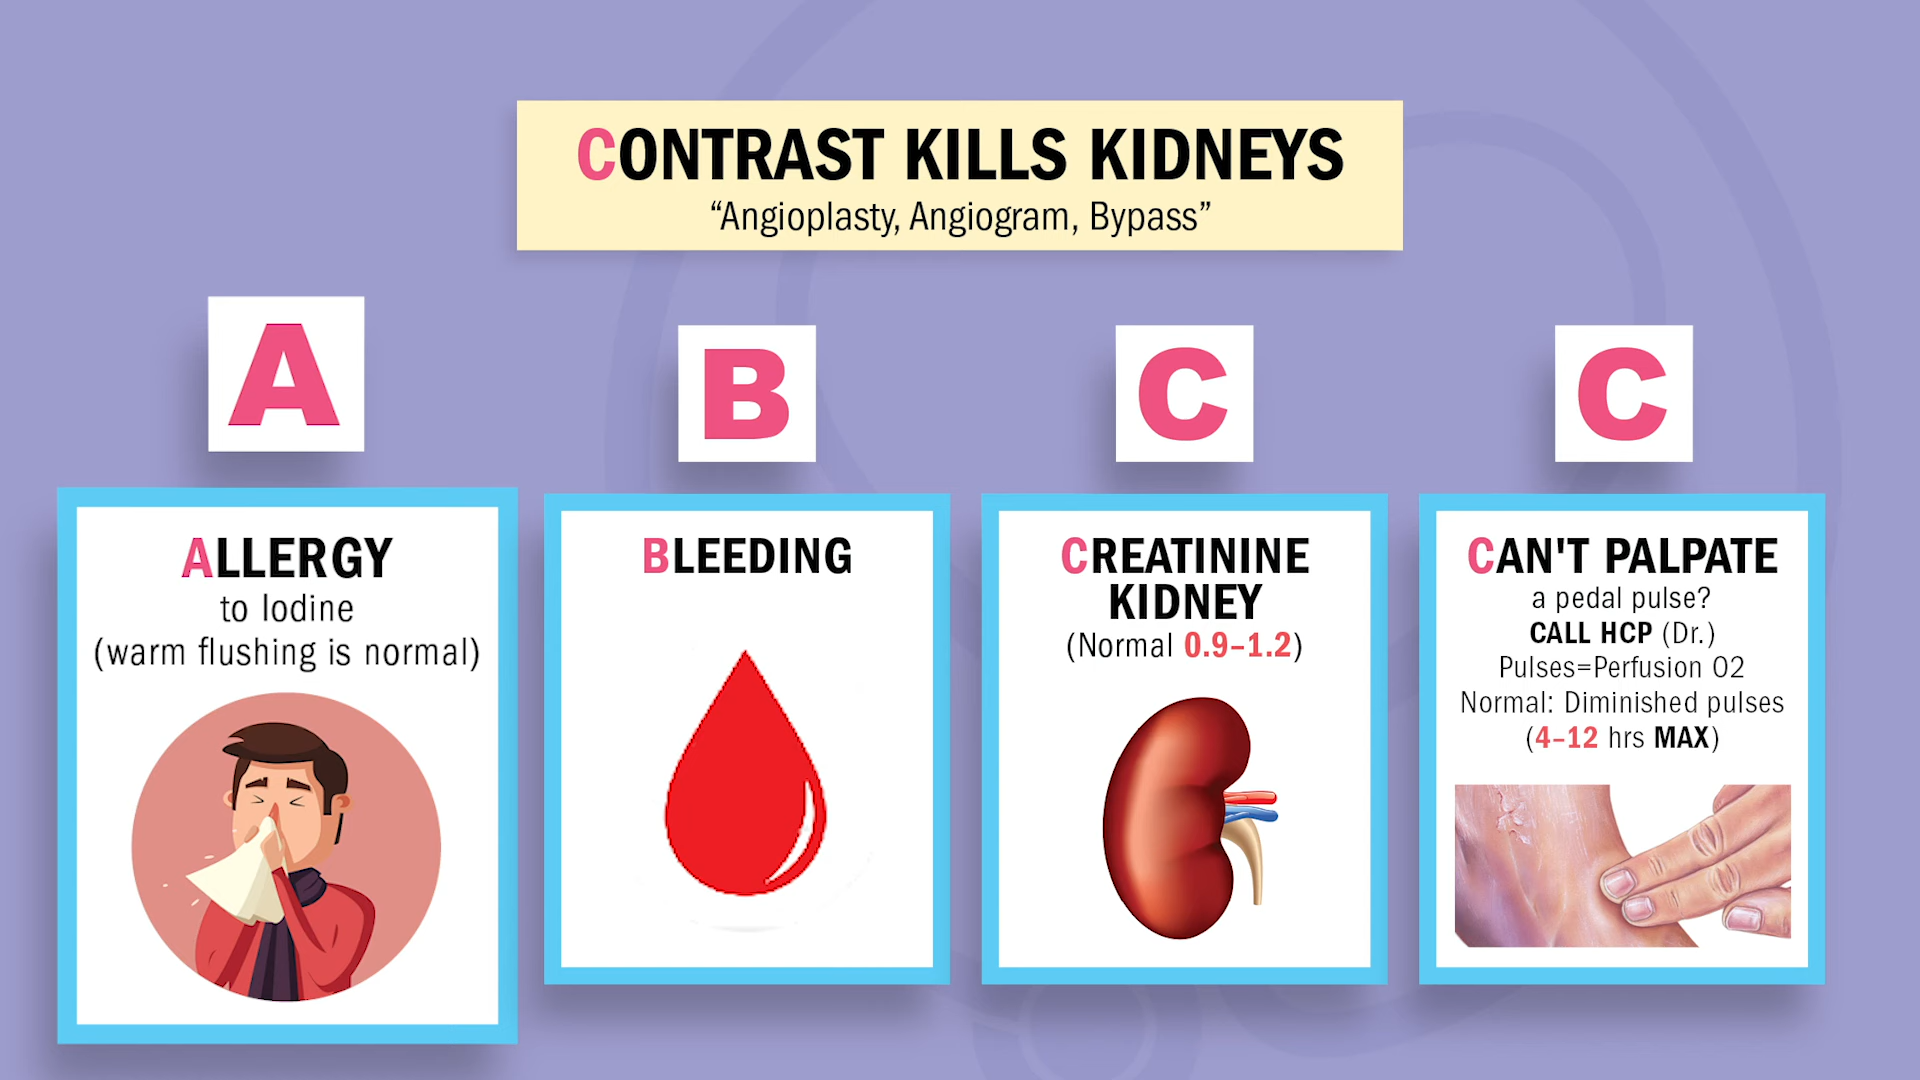 CONTRAST KILLS KIDNEYS
“Angioplasty, Angiogram, Bypass”
A
ALLERGY
to Iodine
(warm flushing is normal)
B
BLEEDING
C
CREATININE
KIDNEY
(Normal 0.9–1.2)
C
CAN'T PALPATE
a pedal pulse?
CALL HCP (Dr.)
Pulses=Perfusion O2
Normal: Diminished pulses
(4–12 hrs MAX)